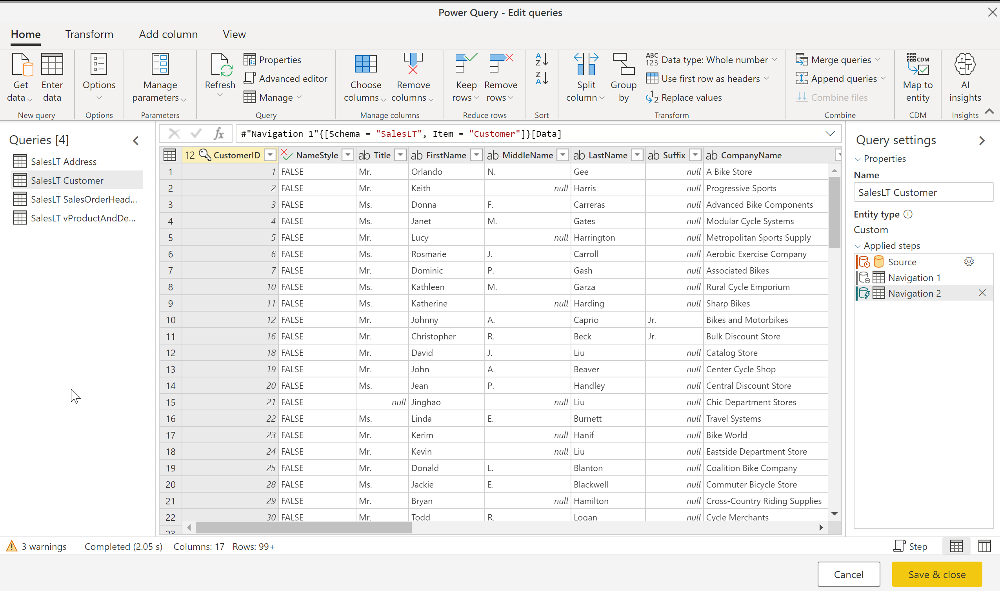 Power Query - Edit queries
Home Transform Add column View
Get data
Enter data
New query
Options
Options
Manage parameters
Parameters
Refresh
Properties
Advanced editor
Manage
Query
Choose columns
Remove columns
Manage columns
Keep rows
Remove rows
Reduce rows
A Z
Z A
Sort
Split column
Group by
ABC 123 Data type: Whole number
Use first row as headers
1 2 Replace values
Transform
Merge queries
Append queries
Combine files
Combine
CDM
Map to entity
CDM
AI insights
Insights
Queries [4]
SalesLT Address
SalesLT Customer
SalesLT SalesOrderHead...
SalesLT vProductAndDe...
fx #"Navigation 1"{[Schema = "SalesLT", Item = "Customer"]}[Data]
12 CustomerID NameStyle ab Title ab FirstName ab MiddleName ab LastName ab Suffix ab CompanyName
1 1 FALSE Mr. Orlando N. Gee null A Bike Store
2 2 FALSE Mr. Keith null Harris null Progressive Sports
3 3 FALSE Ms. Donna F. Carreras null Advanced Bike Components
4 4 FALSE Ms. Janet M. Gates null Modular Cycle Systems
5 5 FALSE Mr. Lucy null Harrington null Metropolitan Sports Supply
6 6 FALSE Ms. Rosmarie J. Carroll null Aerobic Exercise Company
7 7 FALSE Mr. Dominic P. Gash null Associated Bikes
8 10 FALSE Ms. Kathleen M. Garza null Rural Cycle Emporium
9 11 FALSE Ms. Katherine null Harding null Sharp Bikes
10 12 FALSE Mr. Johnny A. Caprio Jr. Bikes and Motorbikes
11 16 FALSE Mr. Christopher R. Beck Jr. Bulk Discount Store
12 18 FALSE Mr. David J. Liu null Catalog Store
13 19 FALSE Mr. John A. Beaver null Center Cycle Shop
14 20 FALSE Ms. Jean P. Handley null Central Discount Store
15 21 FALSE null Jinghao null Liu null Chic Department Stores
16 22 FALSE Ms. Linda E. Burnett null Travel Systems
17 23 FALSE Mr. Kerim null Hanif null Bike World
18 24 FALSE Mr. Kevin null Liu null Eastside Department Store
19 25 FALSE Mr. Donald L. Blanton null Coalition Bike Company
20 28 FALSE Ms. Jackie E. Blackwell null Commuter Bicycle Store
21 29 FALSE Mr. Bryan null Hamilton null Cross-Country Riding Supplies
22 30 FALSE Mr. Todd R. Logan null Cycle Merchants
23
Query settings
Properties
Name
SalesLT Customer
Entity type
Custom
Applied steps
Source
Navigation 1
Navigation 2
3 warnings Completed (2.05 s) Columns: 17 Rows: 99+ Step
Cancel Save & close